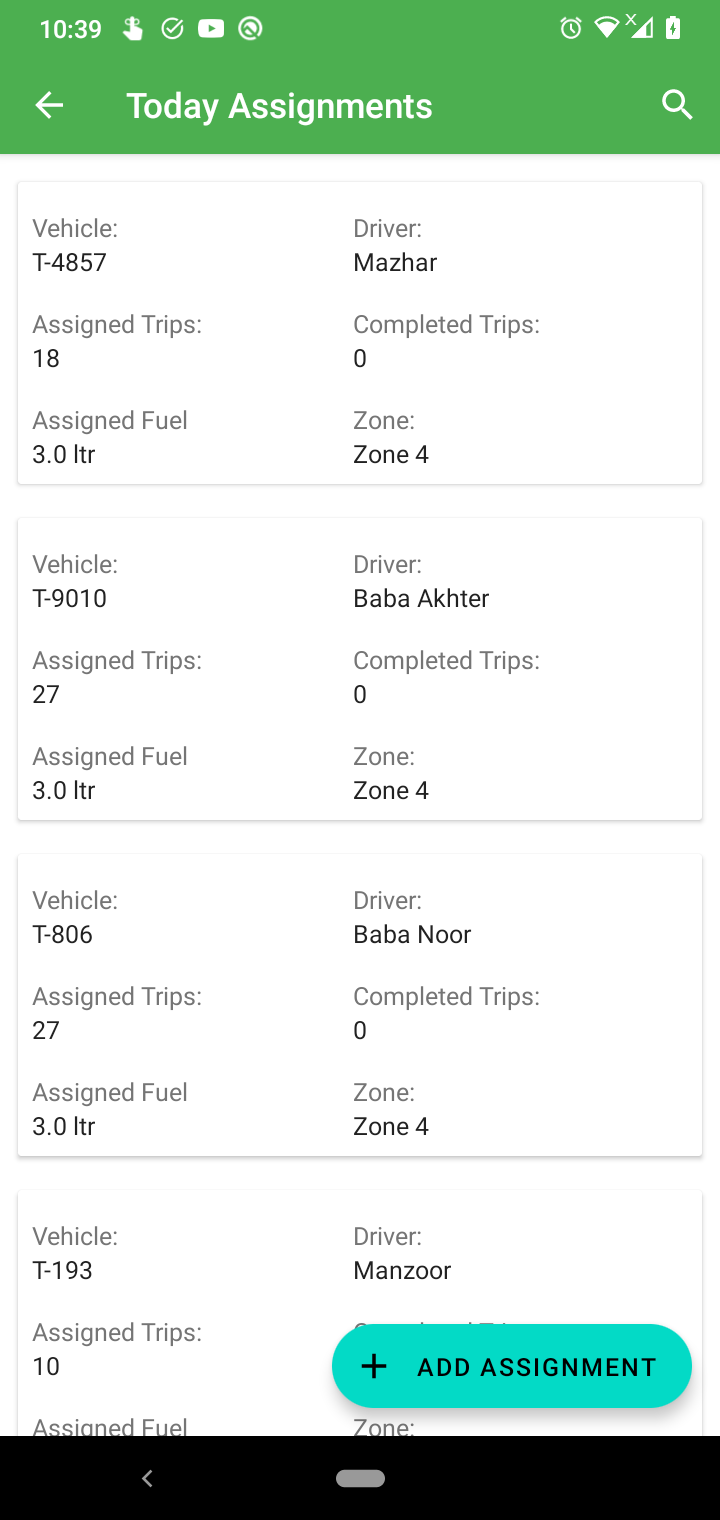 10:39
Today Assignments
Vehicle: Driver:
T-4857 Mazhar
Assigned Trips: Completed Trips:
18 0
Assigned Fuel Zone:
3.0 ltr Zone 4
Vehicle: Driver:
T-9010 Baba Akhter
Assigned Trips: Completed Trips:
27 0
Assigned Fuel Zone:
3.0 ltr Zone 4
Vehicle: Driver:
T-806 Baba Noor
Assigned Trips: Completed Trips:
27 0
Assigned Fuel Zone:
3.0 ltr Zone 4
Vehicle: Driver:
T-193 Manzoor
Assigned Trips:
10
ADD ASSIGNMENT
Assigned Fuel Zone: